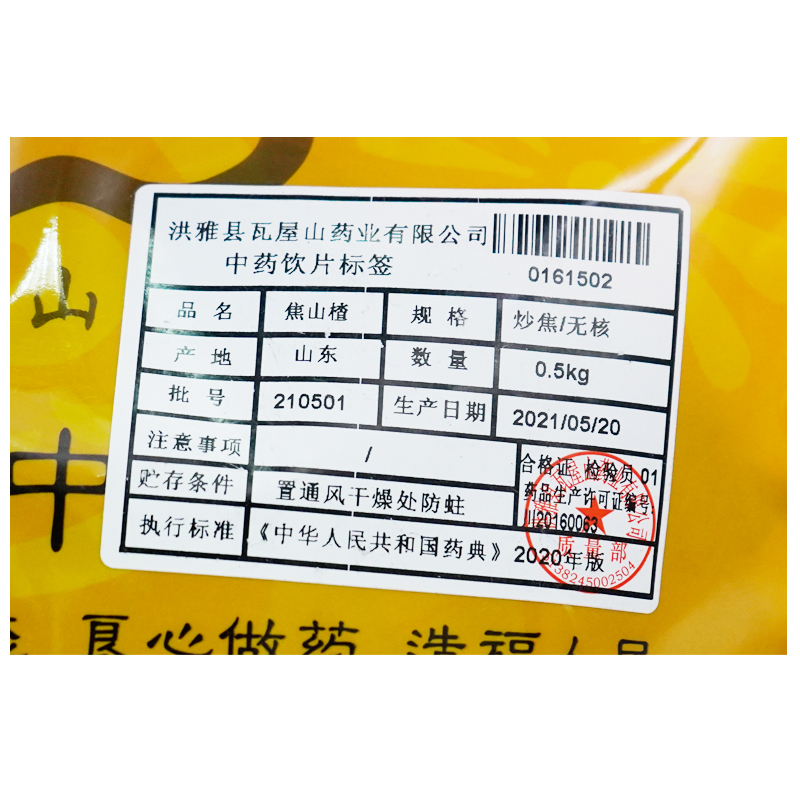 洪雅县瓦屋山药业有限公司
中药饮片标签
0161502
品名 焦山楂 规格 炒焦/无核
产地 山东 数量 0.5kg
批号 210501 生产日期 2021/05/20
注意事项 /
合格证 检验员 01
药品生产许可证编号
川20160063
贮存条件 置通风干燥处防蛀
执行标准 《中华人民共和国药典》2020年版
质量部
38245002504
山
中
良心做药 造福人民